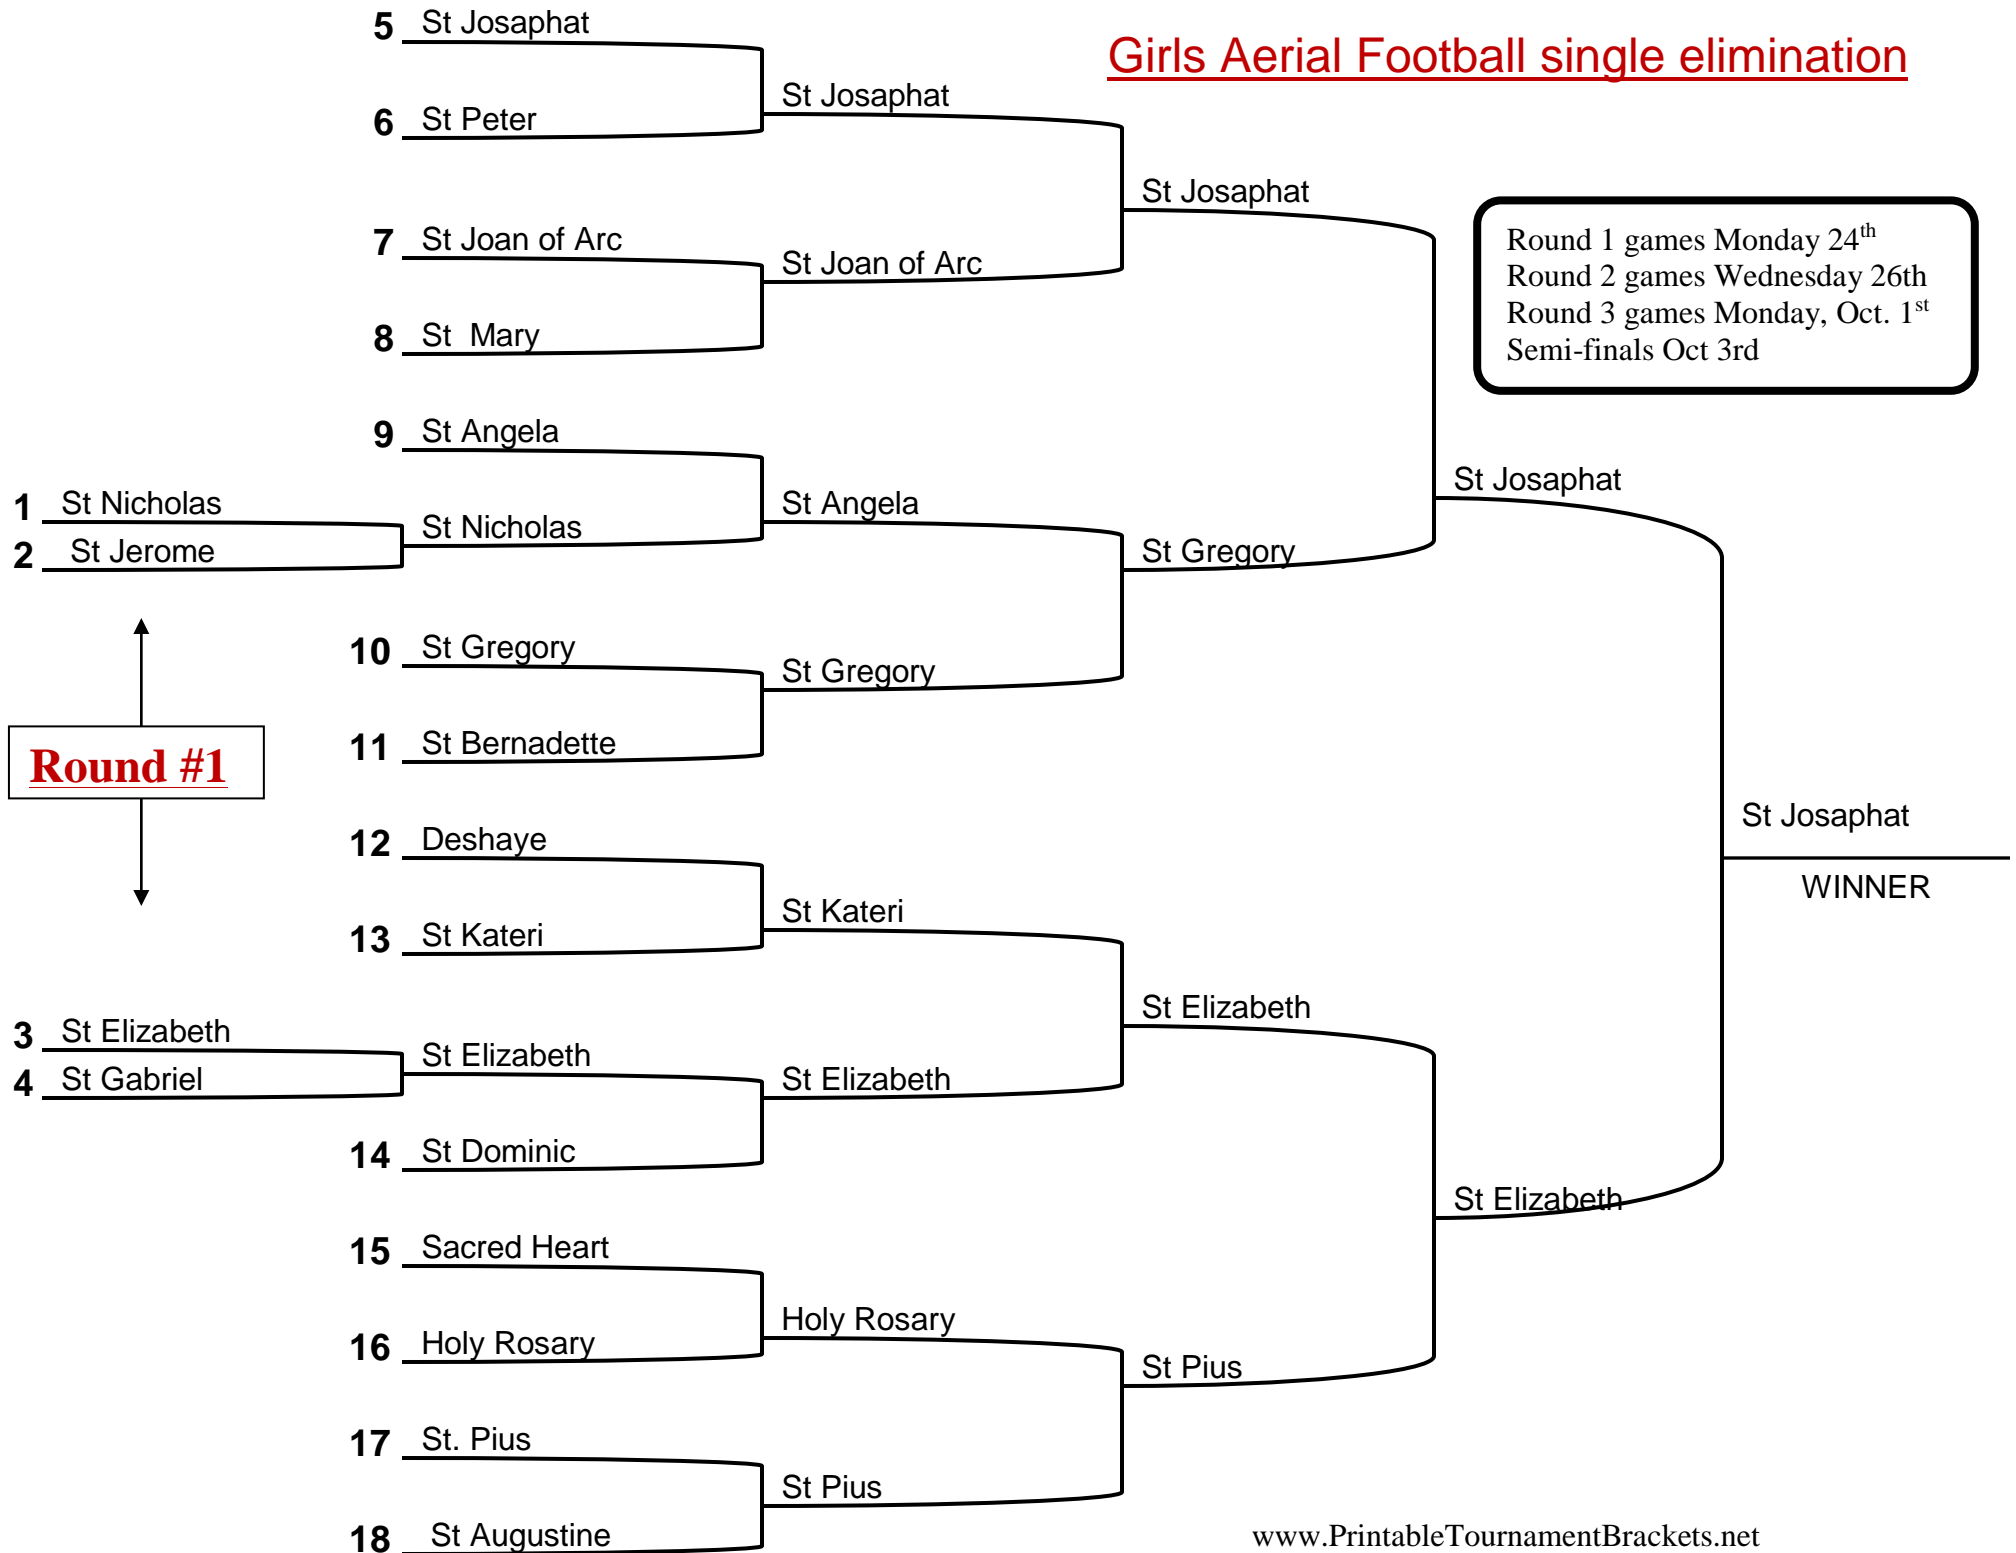 Girls Aerial Football single elimination
Round 1 games Monday 24th
Round 2 games Wednesday 26th
Round 3 games Monday, Oct. 1st
Semi-finals Oct 3rd
1 St Nicholas
2 St Jerome
Round #1
3 St Elizabeth
4 St Gabriel
5 St Josaphat
6 St Peter
7 St Joan of Arc
8 St Mary
9 St Angela
St Nicholas
10 St Gregory
11 St Bernadette
12 Deshaye
13 St Kateri
St Elizabeth
14 St Dominic
15 Sacred Heart
16 Holy Rosary
17 St. Pius
18 St Augustine
St Josaphat
St Joan of Arc
St Angela
St Gregory
St Kateri
St Elizabeth
Holy Rosary
St Pius
St Josaphat
St Gregory
St Elizabeth
St Pius
St Josaphat
St Elizabeth
St Josaphat
WINNER
www.PrintableTournamentBrackets.net